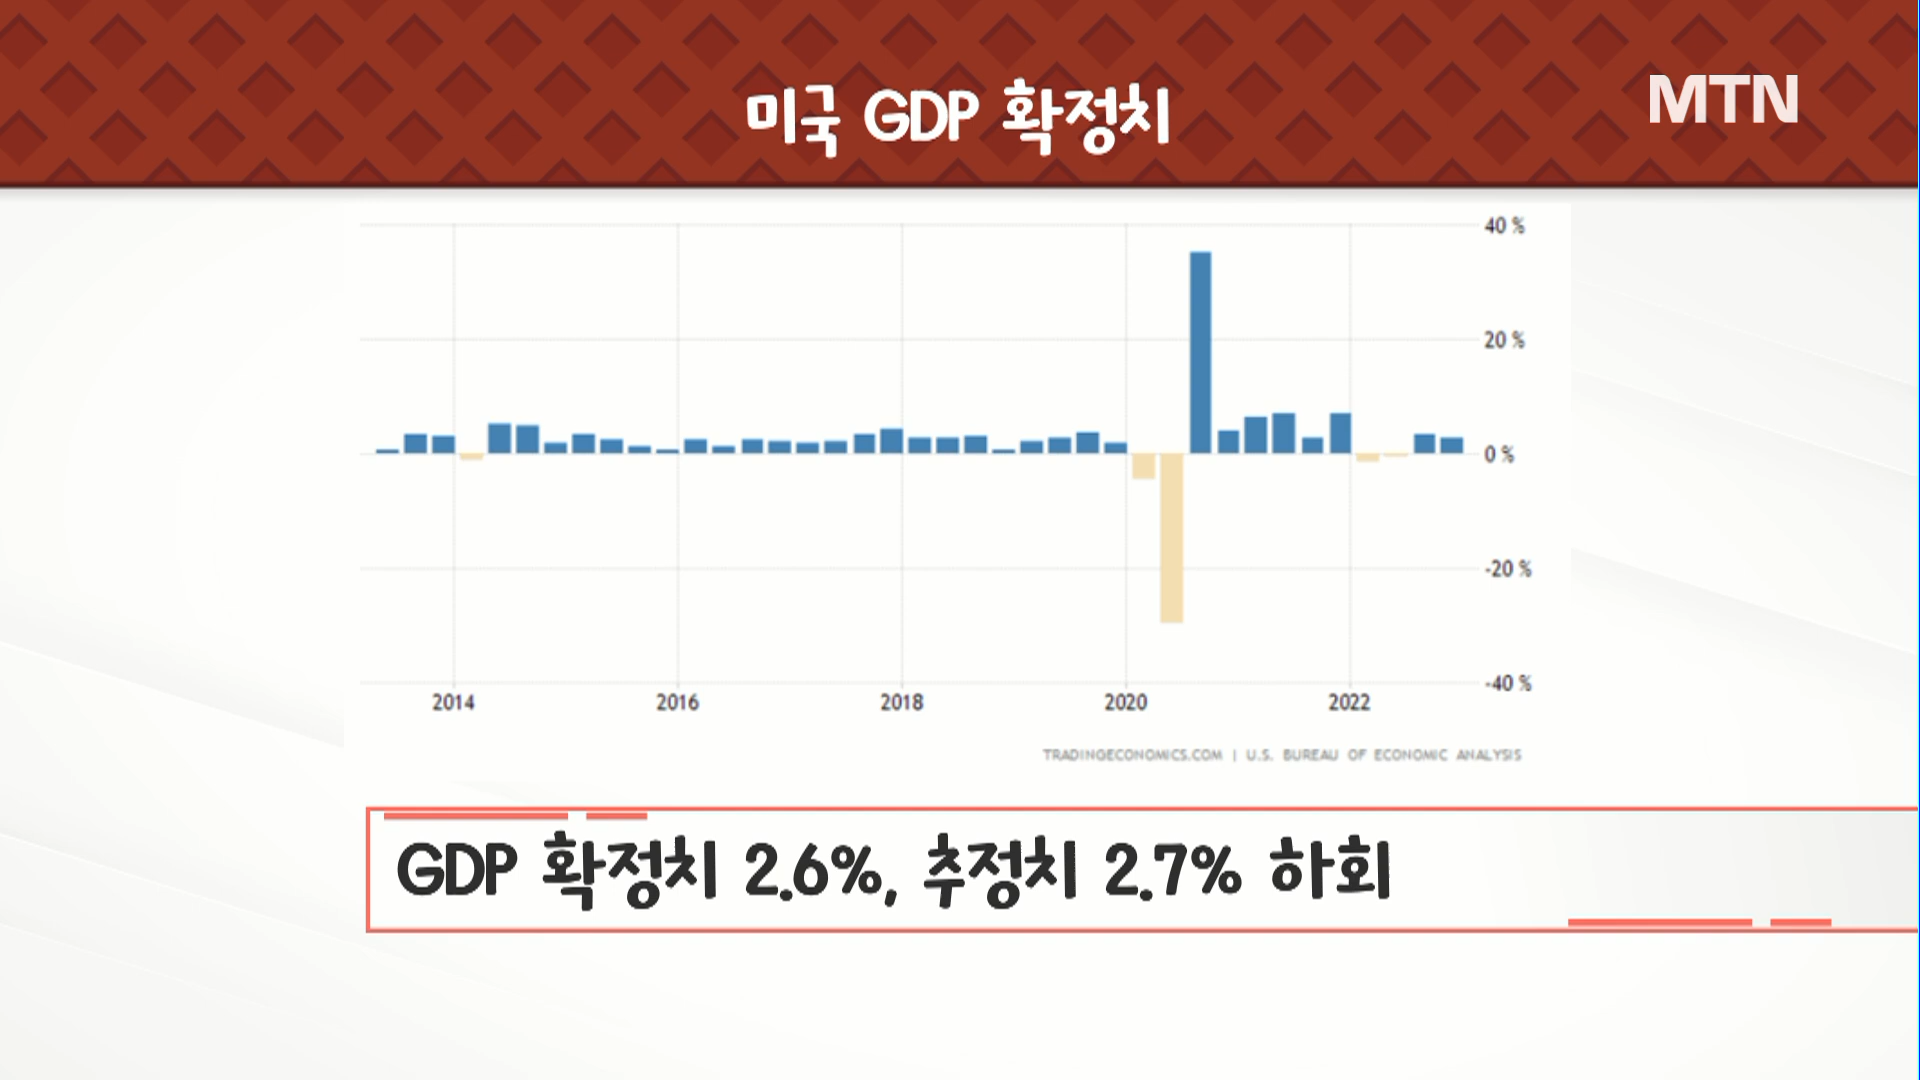 미국 GDP 확정치
MTN
40 %
20 %
0 %
-20 %
-40 %
2014 2016 2018 2020 2022
TRADINGECONOMICS.COM | U.S. BUREAU OF ECONOMIC ANALYSIS
GDP 확정치 2.6%, 추정치 2.7% 하회